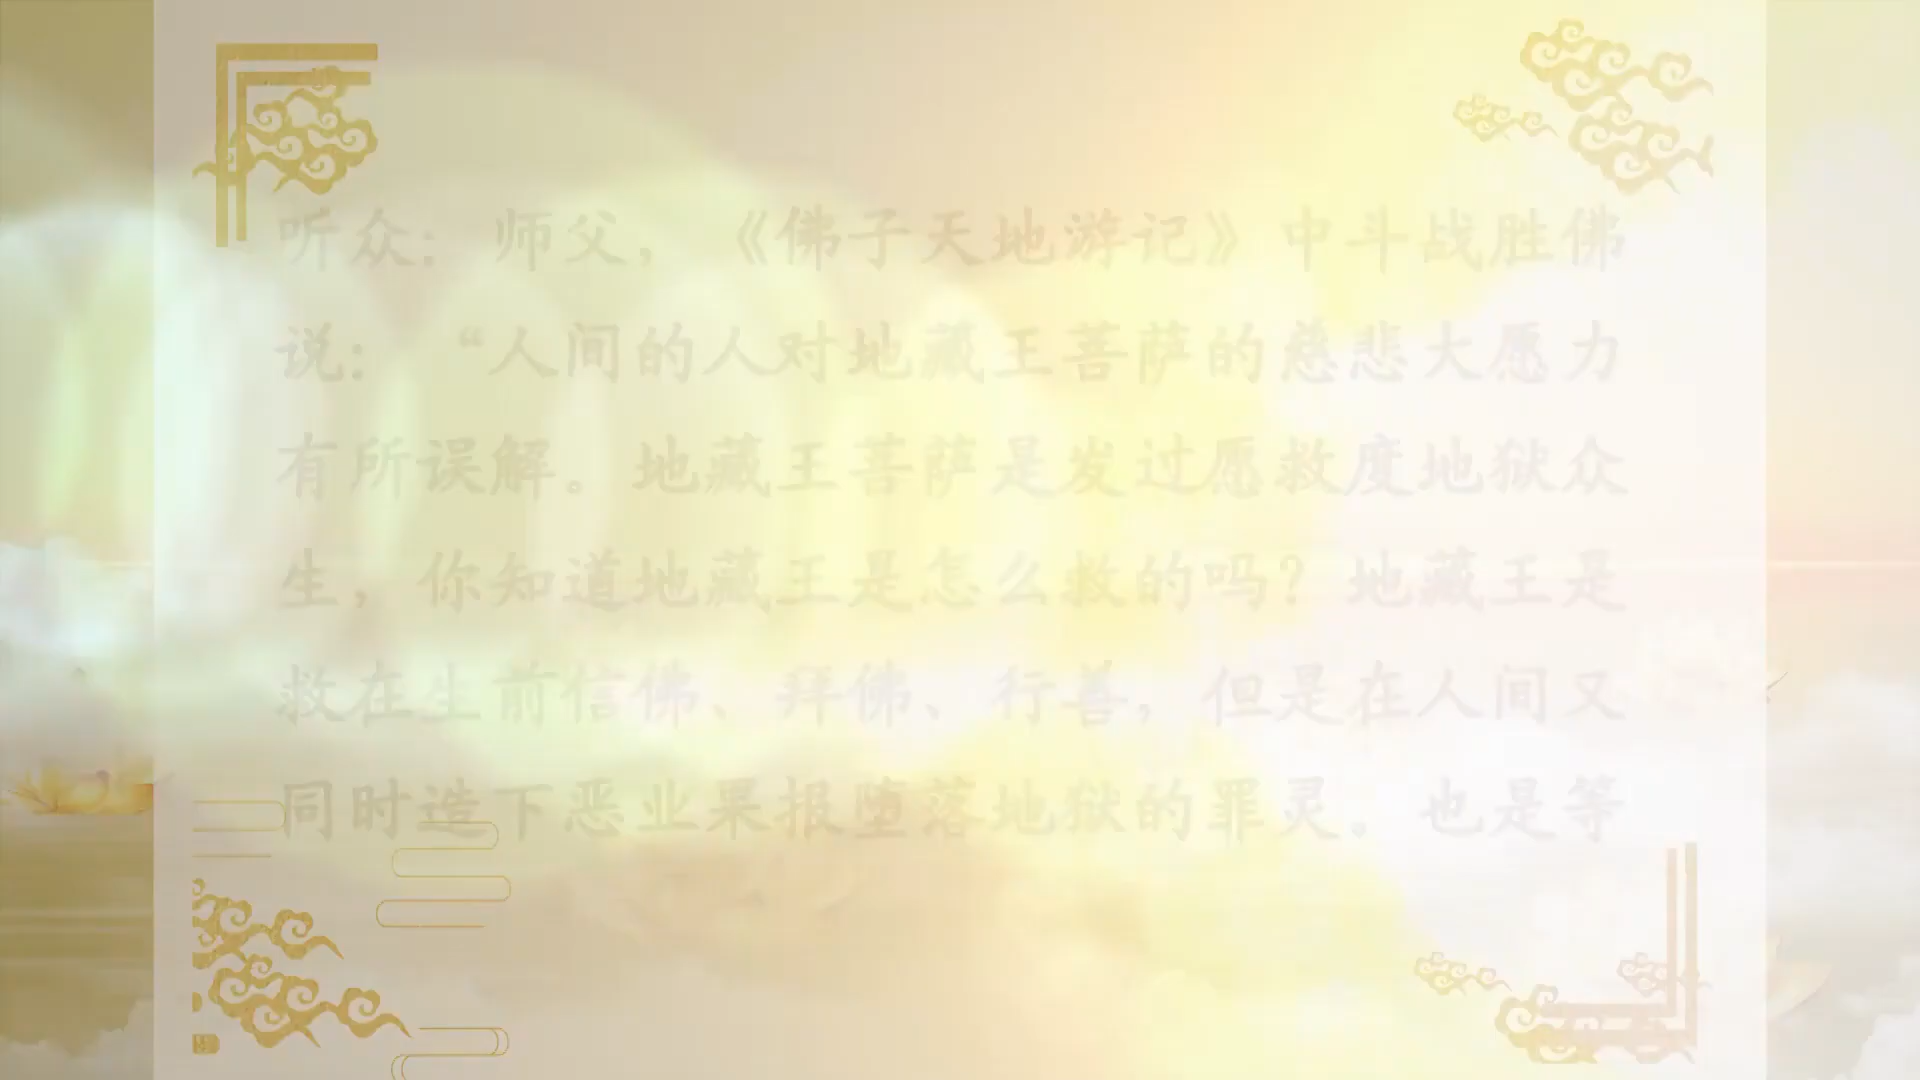 听众：师父，《佛子天地游记》中斗战胜佛
说：“人间的人对地藏王菩萨的慈悲大愿力
有所误解。地藏王菩萨是发过愿救度地狱众
生，你知道地藏王是怎么救的吗？地藏王是
救在生前信佛、拜佛、行善，但是在人间又
同时造下恶业果报堕落地狱的罪灵。也是等